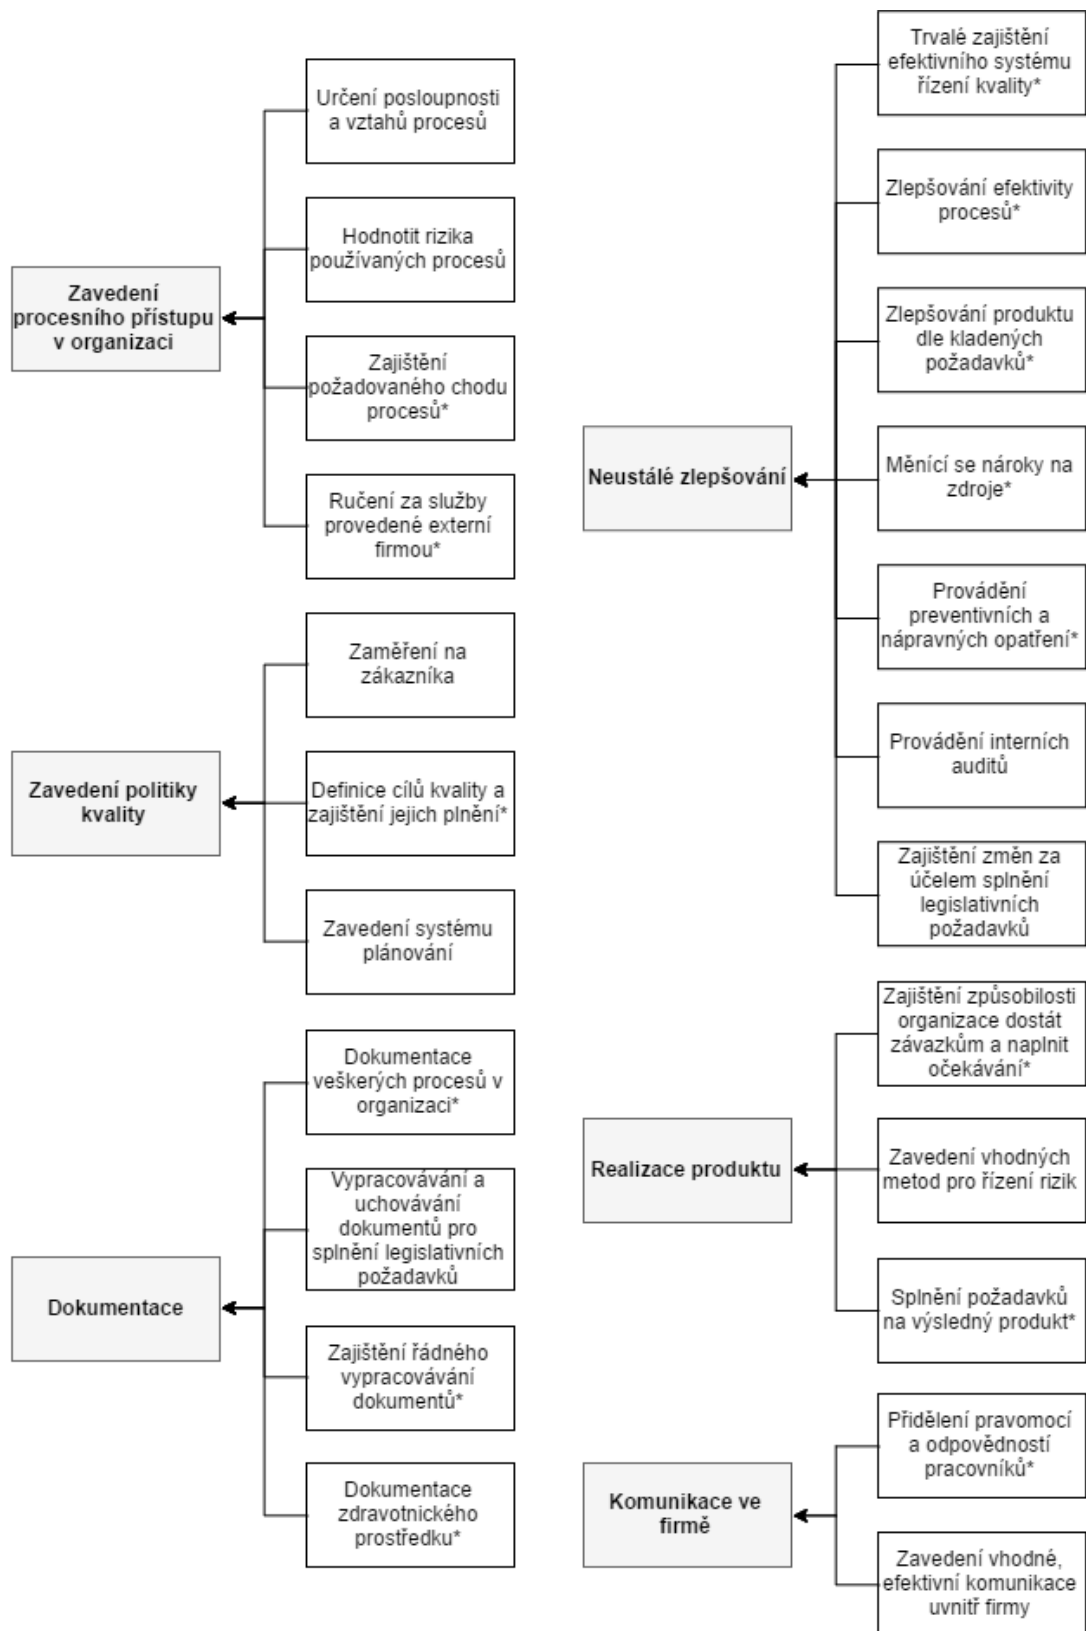 Určení posloupnosti
a vztahů procesů
Hodnotit rizika
používaných procesů
Zavedení
procesního přístupu
v organizaci
Zajištění
požadovaného chodu
procesů*
Ručení za služby
provedené externí
firmou*
Zaměření na
zákazníka
Zavedení politiky
kvality
Definice cílů kvality a
zajištění jejich plnění*
Zavedení systému
plánování
Dokumentace
veškerých procesů v
organizaci*
Vypracovávání a
uchovávání
dokumentů pro
splnění legislativních
požadavků
Dokumentace
Zajištění řádného
vypracovávání
dokumentů*
Dokumentace
zdravotnického
prostředku*
Trvalé zajištění
efektivního systému
řízení kvality*
Zlepšování efektivity
procesů*
Zlepšování produktu
dle kladených
požadavků*
Neustálé zlepšování
Měnící se nároky na
zdroje*
Provádění
preventivních a
nápravných opatření*
Provádění interních
auditů
Zajištění změn za
účelem splnění
legislativních
požadavků
Zajištění způsobilosti
organizace dostát
závazkům a naplnit
očekávání*
Realizace produktu
Zavedení vhodných
metod pro řízení rizik
Splnění požadavků
na výsledný produkt*
Přidělení pravomocí
a odpovědností
pracovníků*
Komunikace ve
firmě
Zavedení vhodné,
efektivní komunikace
uvnitř firmy